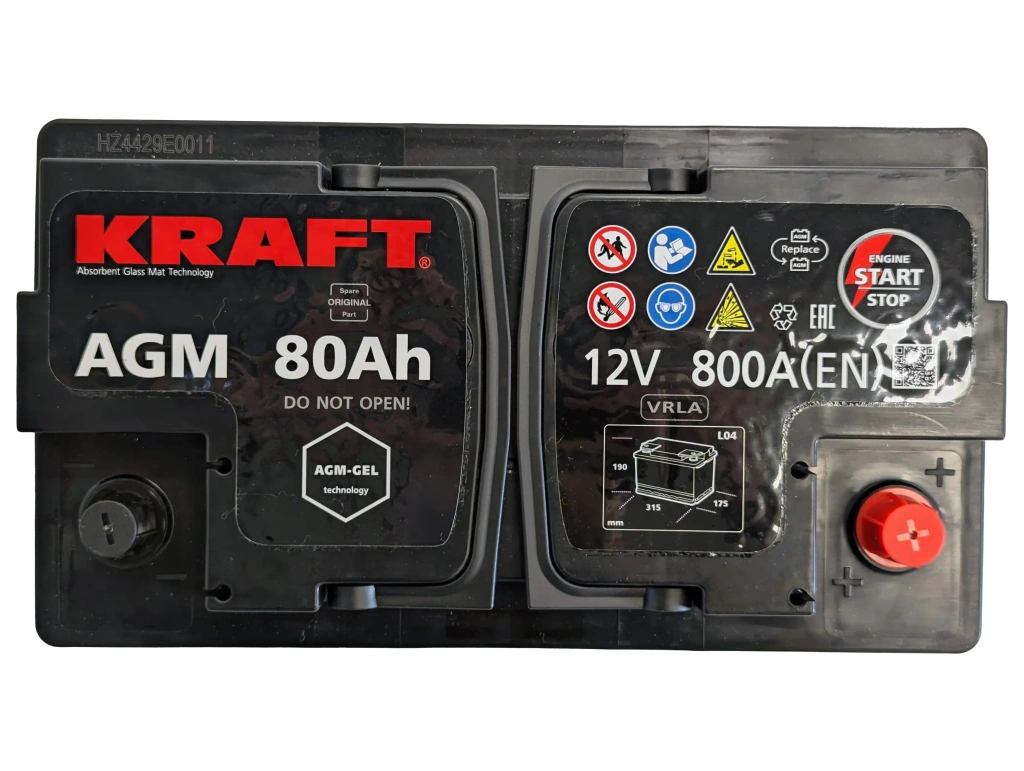 HZ4429E0011
KRAFT®
Absorbent Glass Mat Technology
Spare
ORIGINAL
Part
AGM 80Ah
DO NOT OPEN!
AGM-GEL
technology
AGM
Replace
AGM
ENGINE
START
STOP
EAC
12V 800A(EN)
VRLA
L04
190
315
175
mm